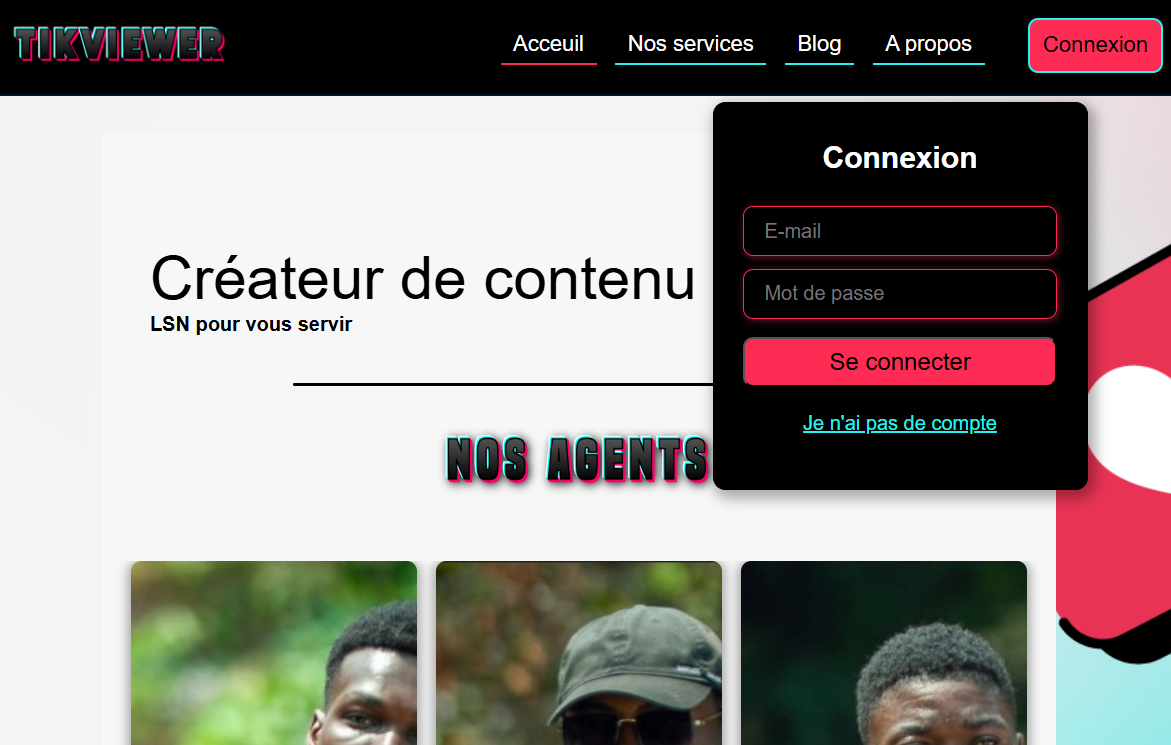 TIKVIEWER
Acceuil
Nos services
Blog
A propos
Connexion
Connexion
E-mail
Mot de passe
Se connecter
Je n'ai pas de compte
Créateur de contenu
LSN pour vous servir
NOS AGENTS